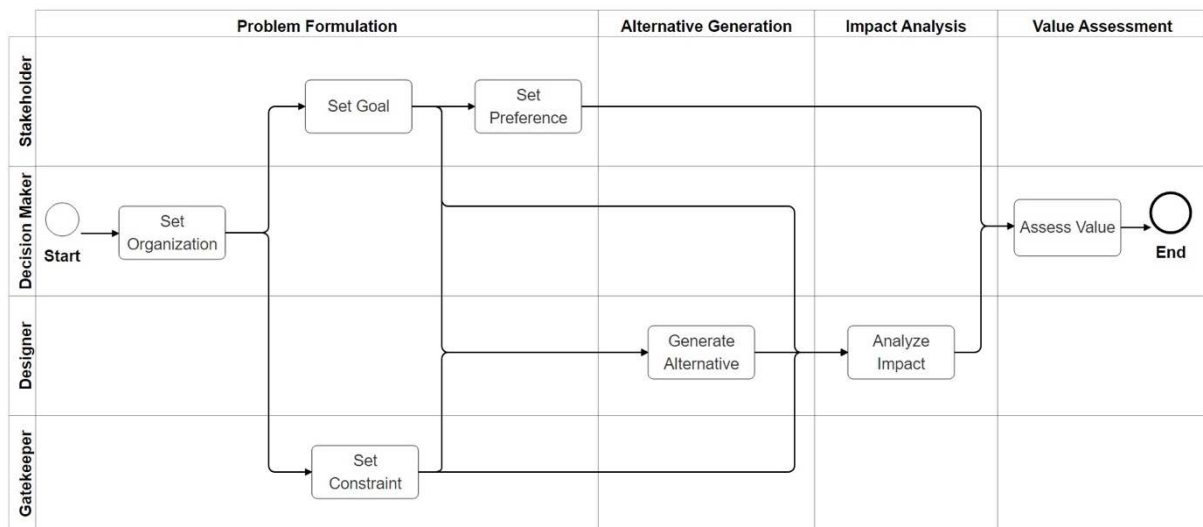 Problem Formulation
Alternative Generation
Impact Analysis
Value Assessment
Stakeholder
Set Goal
Set
Preference
Decision Maker
Start
Set
Organization
Assess Value
End
Designer
Generate
Alternative
Analyze
Impact
Gatekeeper
Set
Constraint